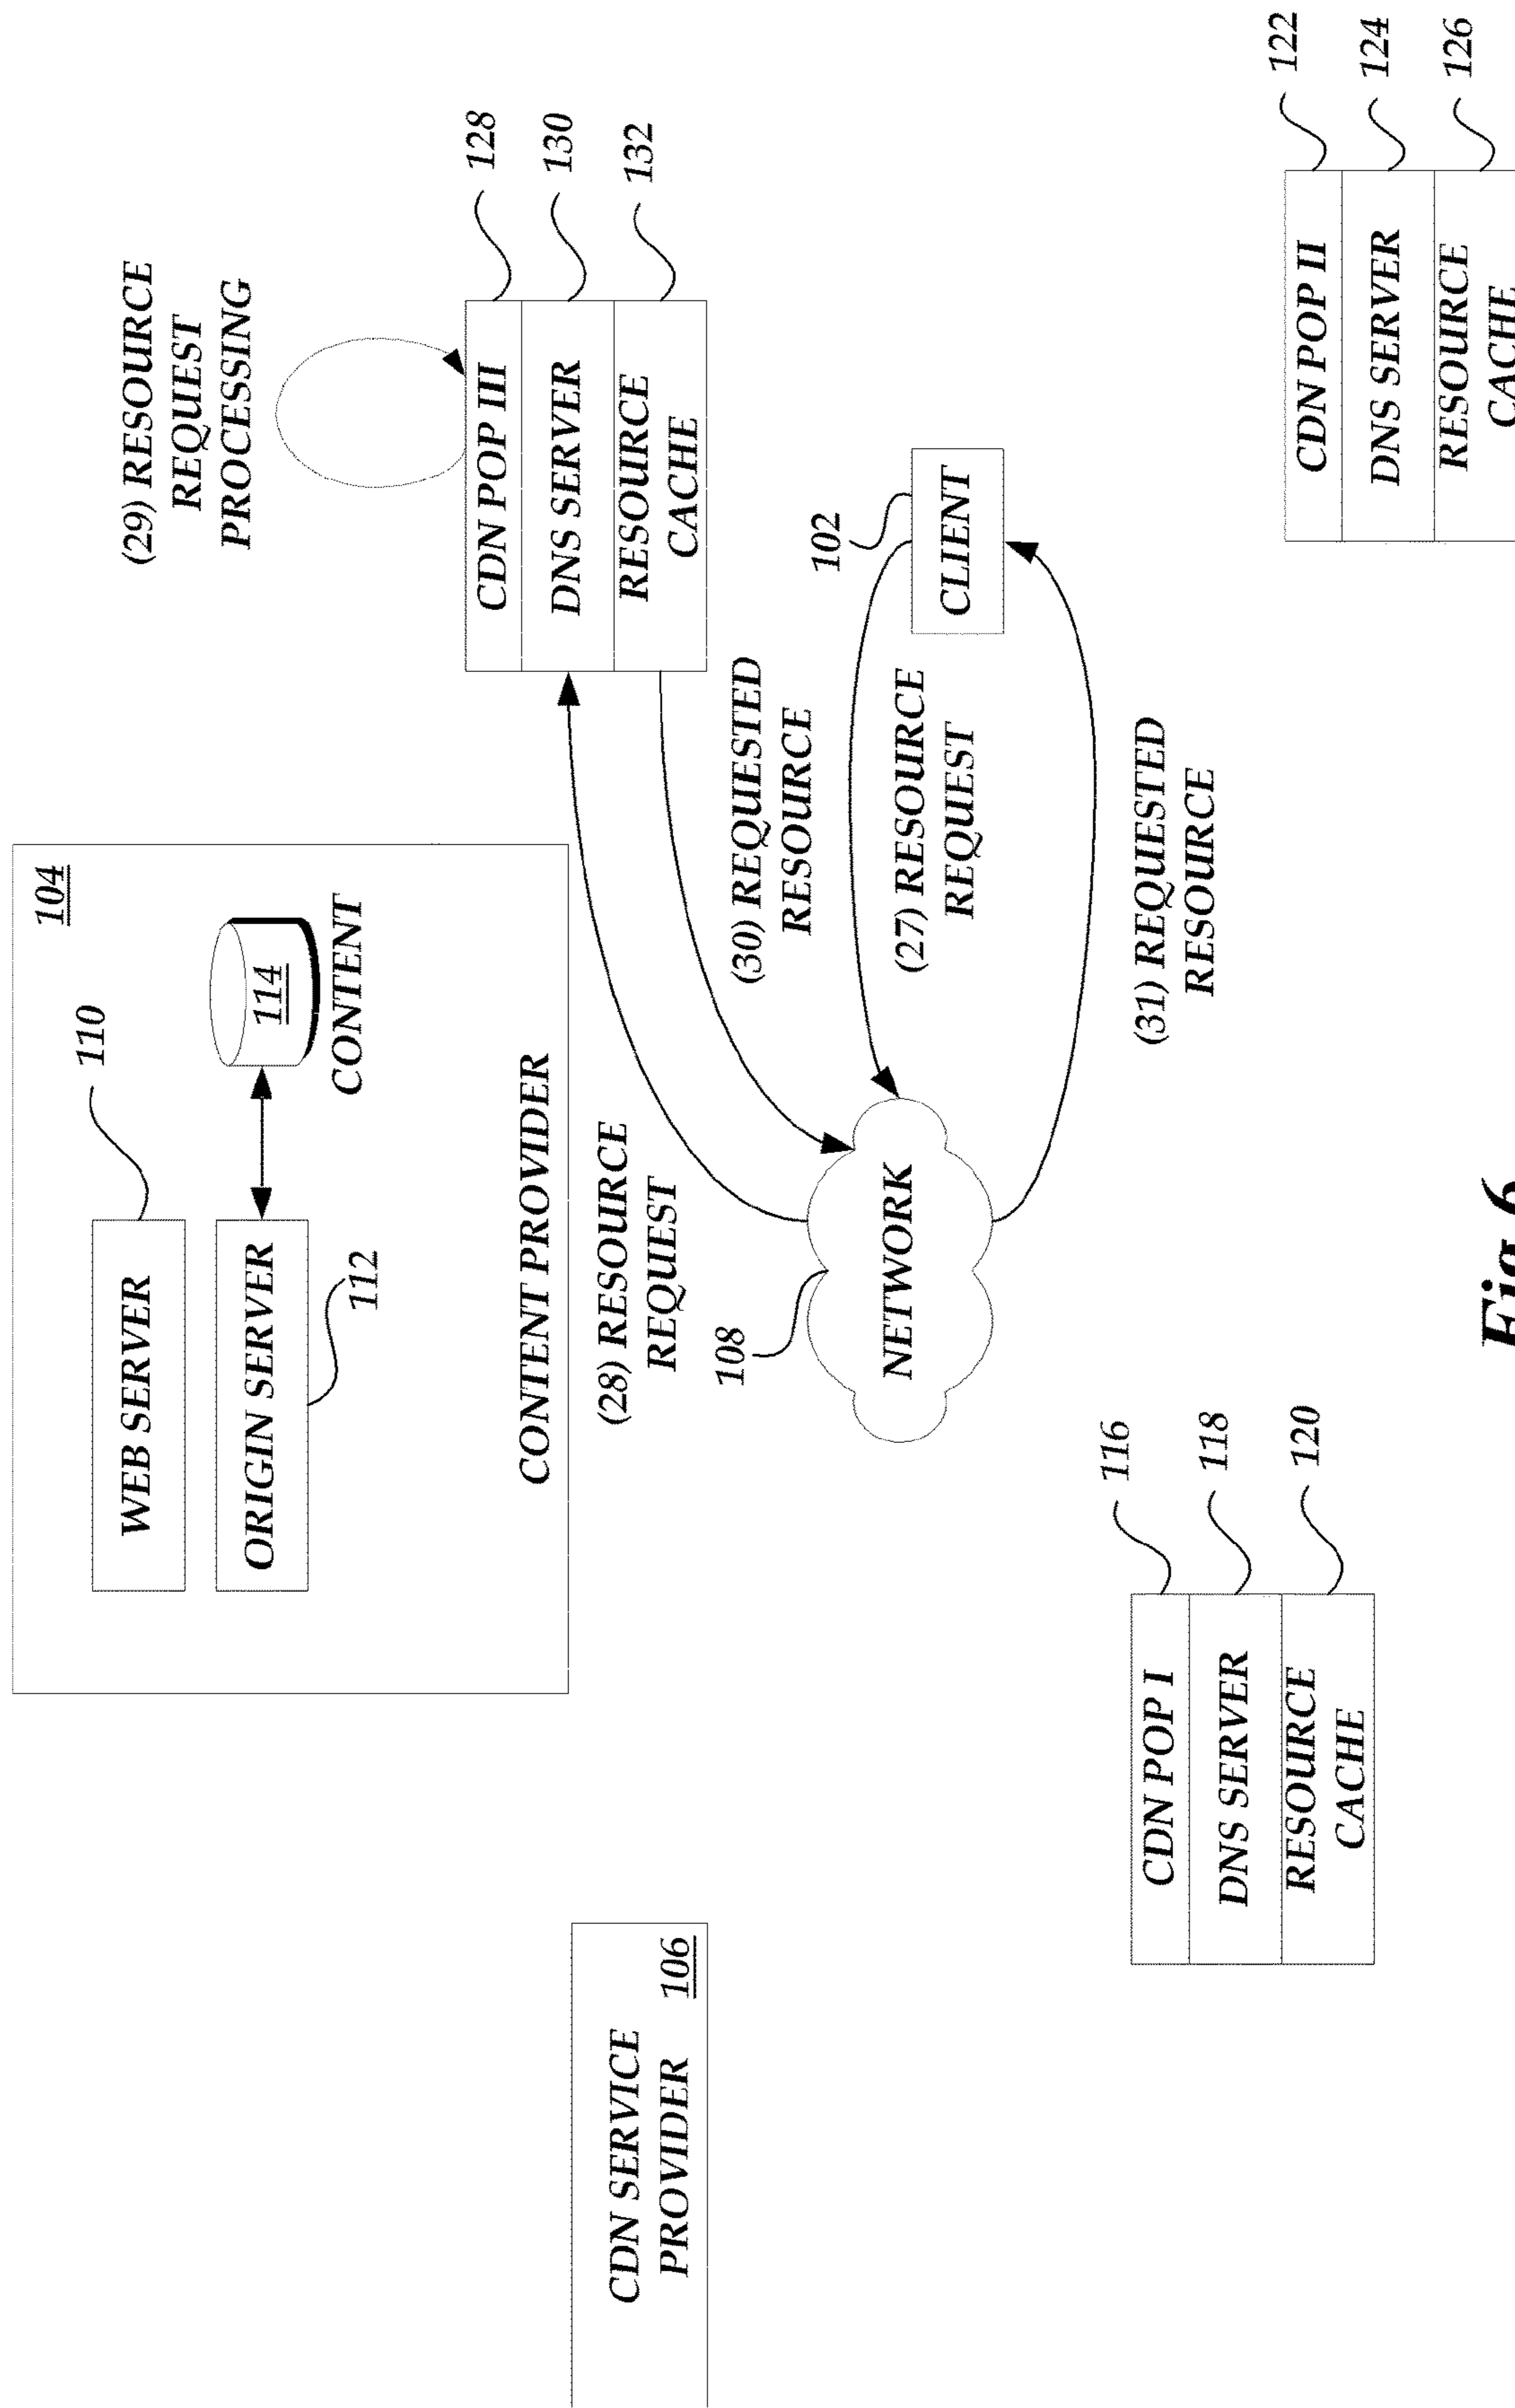 104
WEB SERVER
110
ORIGIN SERVER
112
114
CONTENT
CONTENT PROVIDER
(29) RESOURCE
REQUEST
PROCESSING
CDN POP III
128
DNS SERVER
130
RESOURCE
CACHE
132
CDN SERVICE
PROVIDER
106
(28) RESOURCE
REQUEST
108
NETWORK
(30) REQUESTED
RESOURCE
(27) RESOURCE
REQUEST
102
CLIENT
(31) REQUESTED
RESOURCE
CDN POP I
116
DNS SERVER
118
RESOURCE
CACHE
120
CDN POP II
122
DNS SERVER
124
RESOURCE
CACHE
126
Fig.6